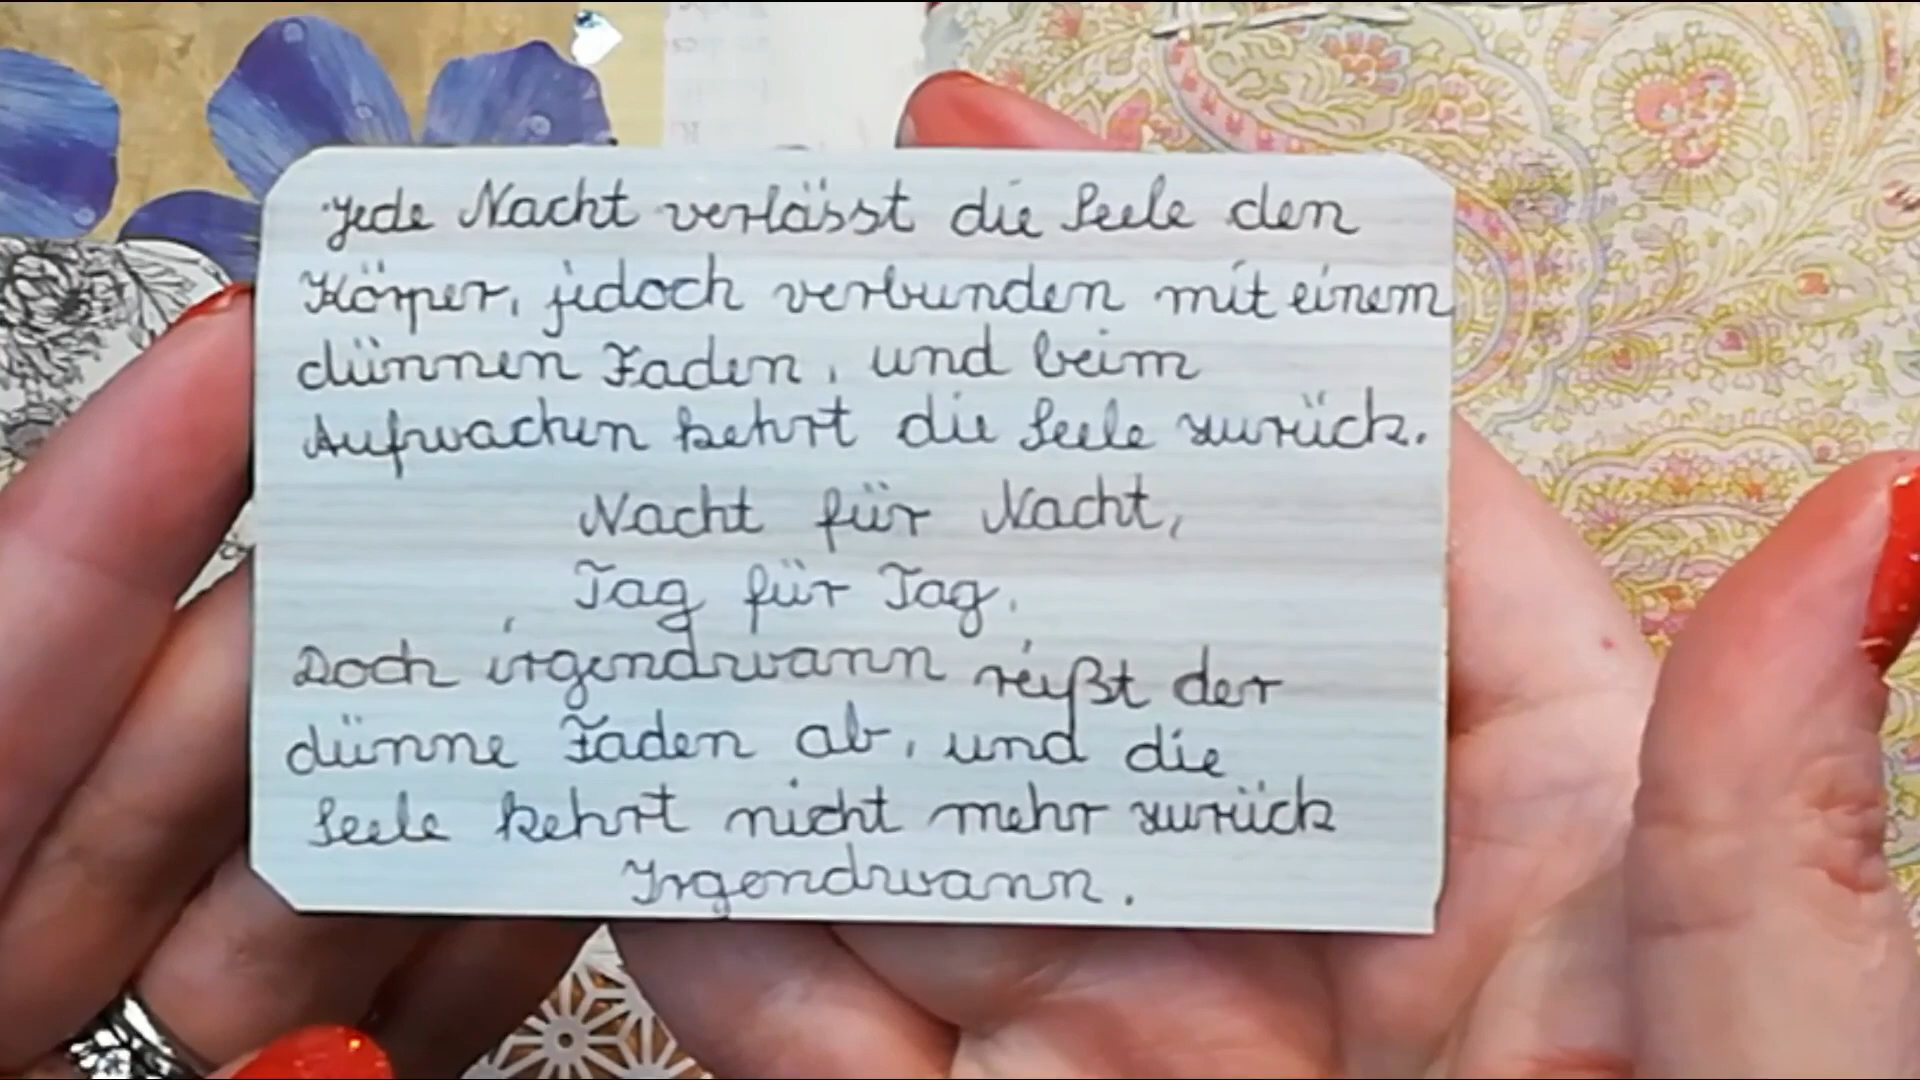 Jede Nacht verlässt die Seele den
Körper, jedoch verbunden mit einem
dünnen Faden, und beim
Aufwachen kehrt die Seele zurück.
Nacht für Nacht,
Tag für Tag.
Doch irgendwann reißt der
dünne Faden ab, und die
Seele kehrt nicht mehr zurück
Irgendwann.